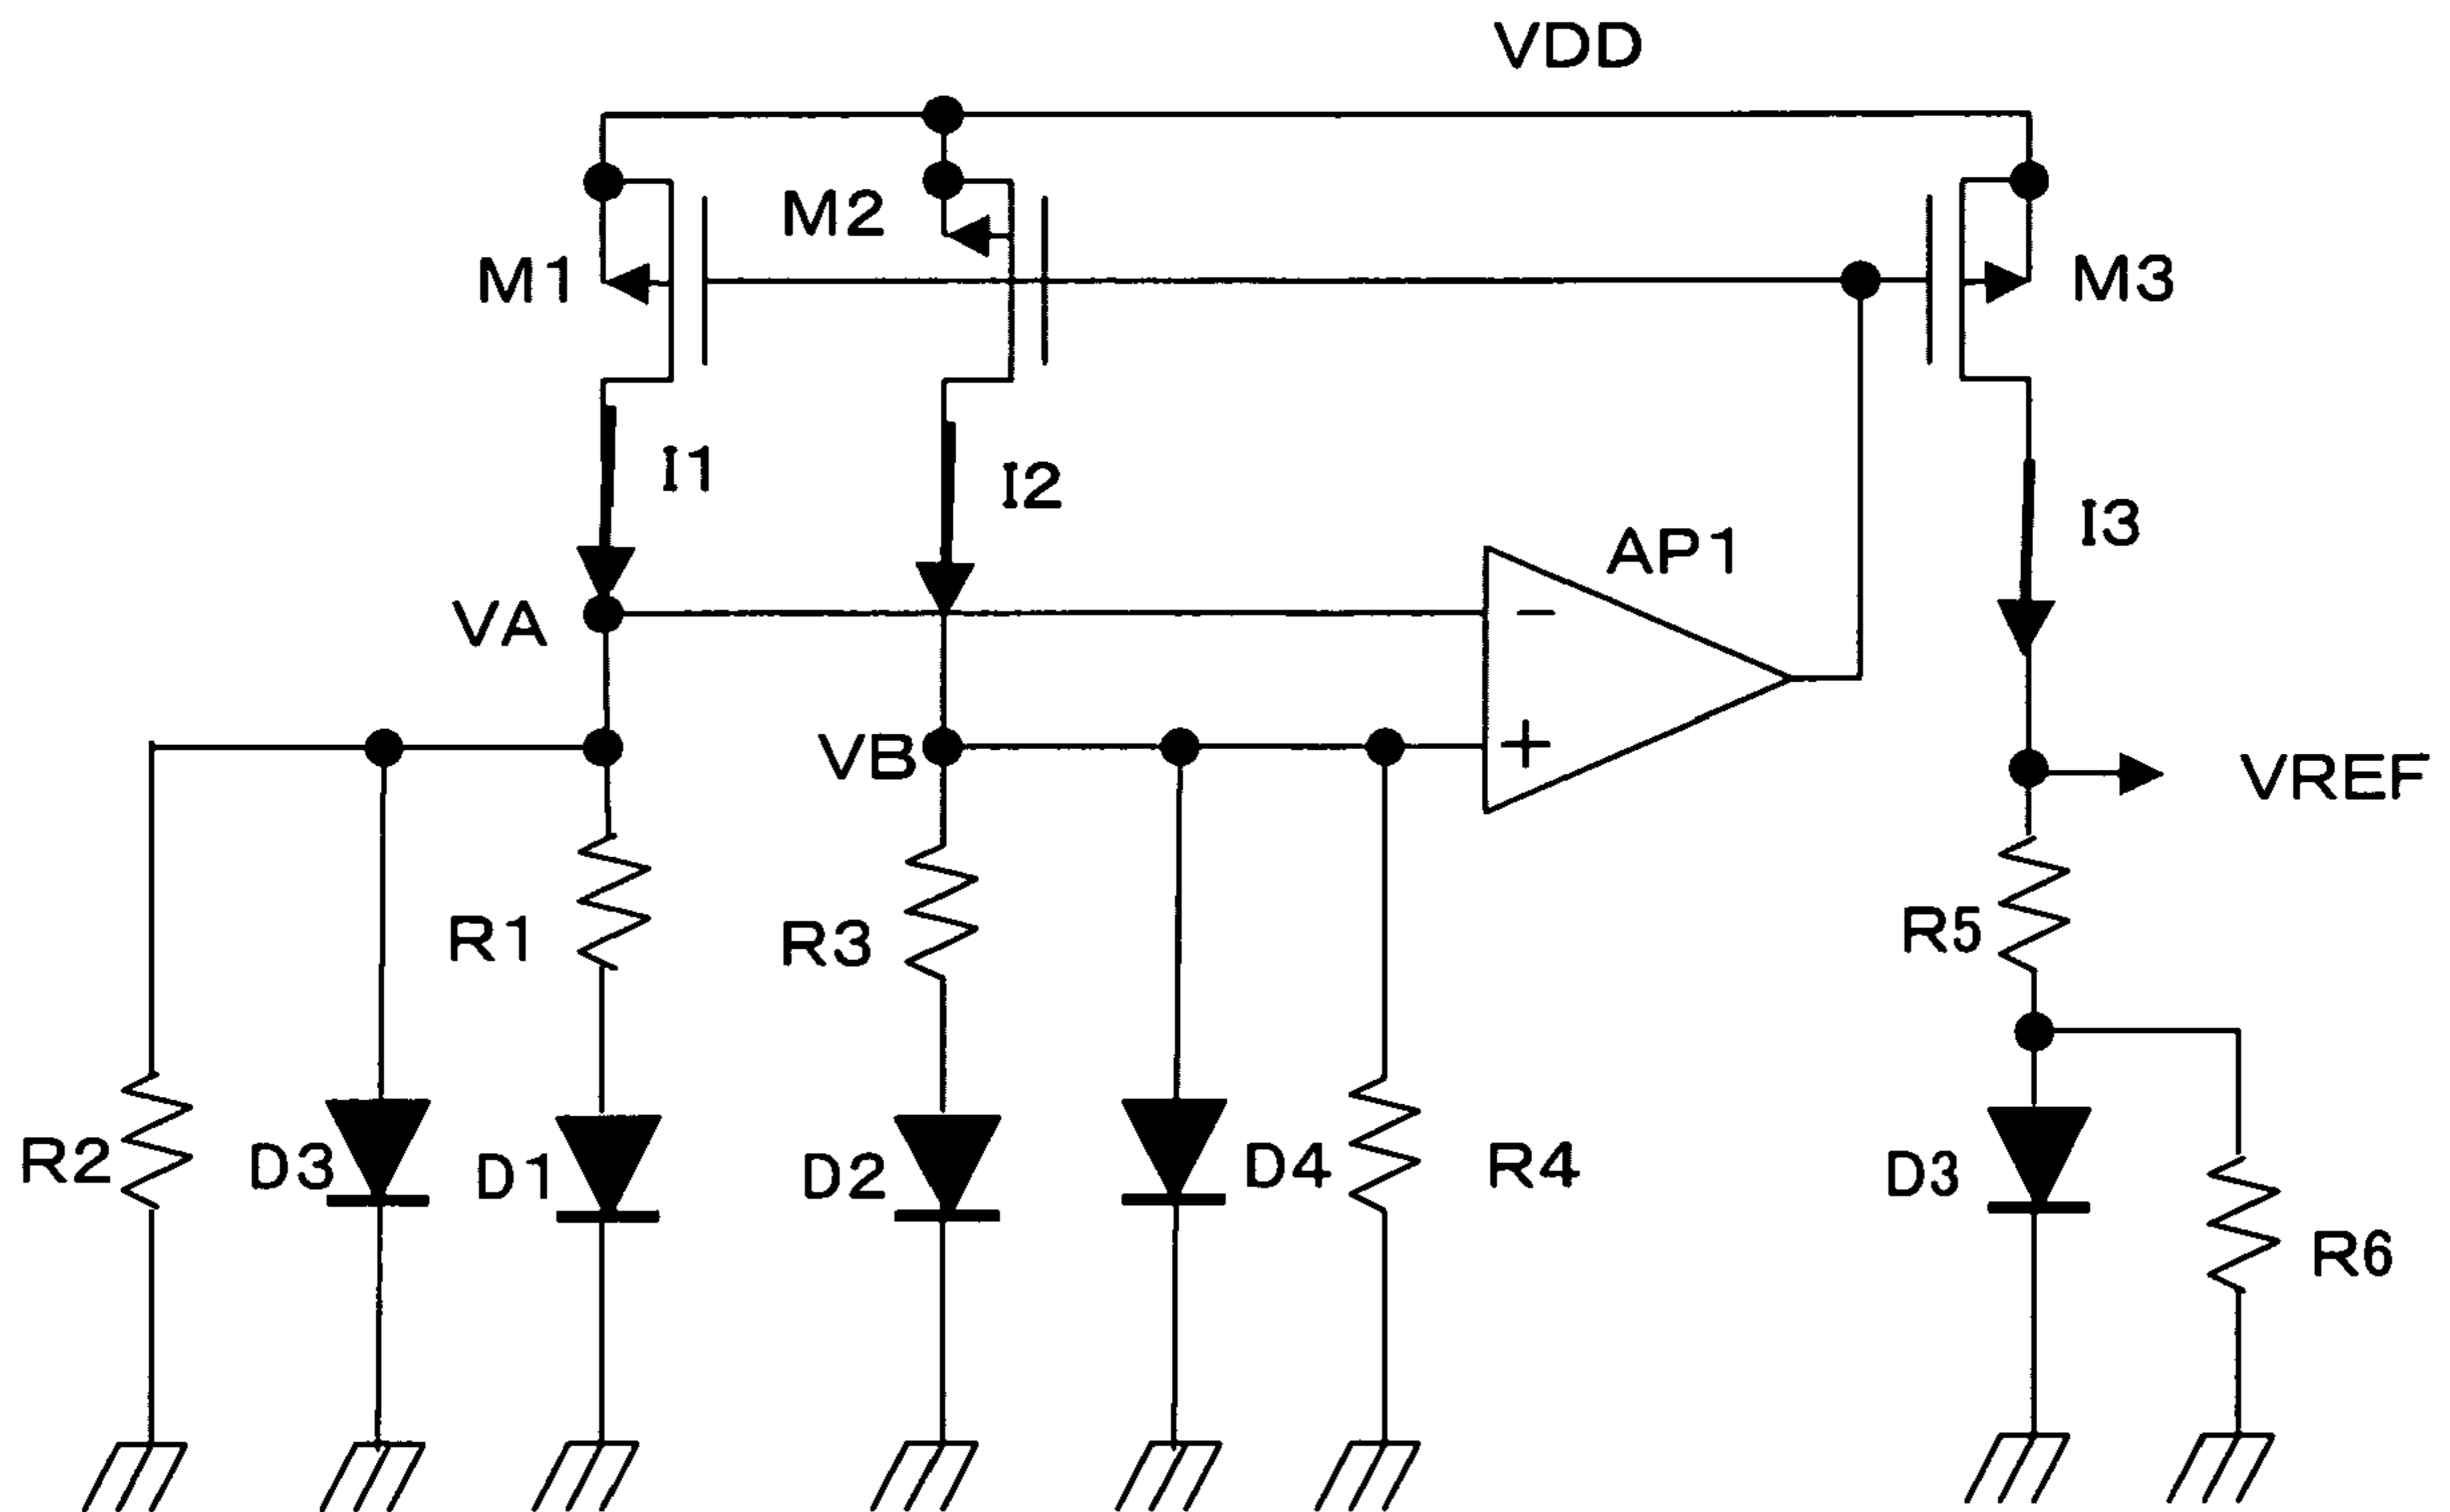 VDD
M2
M1
M3
I1
I2
I3
AP1
VA
−
VB
+
VREF
R1
R3
R5
R2
D3
D1
D2
D4
R4
D3
R6